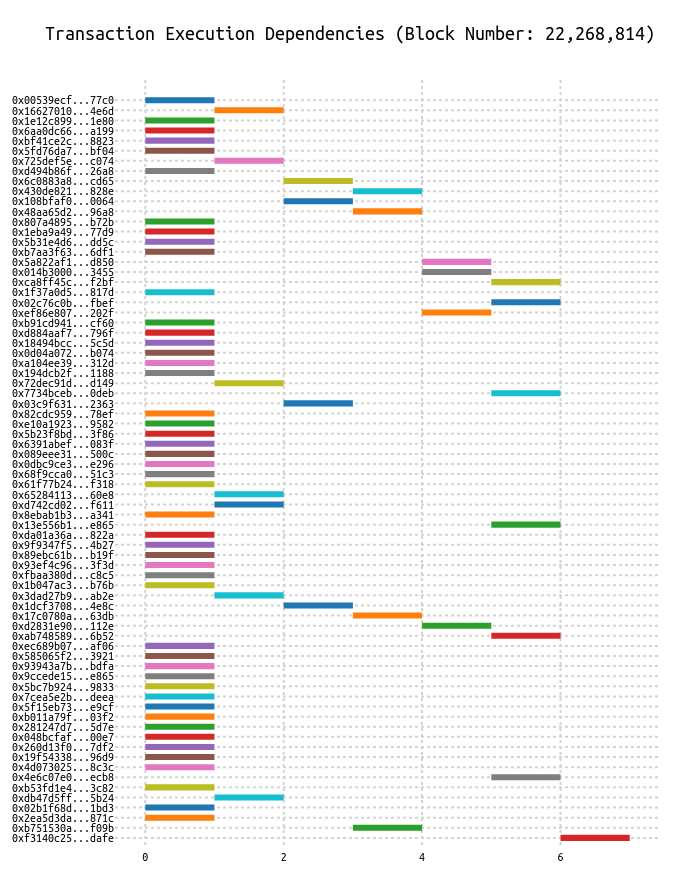 Transaction Execution Dependencies (Block Number: 22,268,814)
0x00539ecf...77c0
0x16627010...4e6d
0x1e12c899...1e80
0x6aa0dc66...a199
0xbf41ce2c...8823
0x5fd76da7...bf04
0x725def5e...c074
0xd494b86f...26a8
0x6c0883a8...cd65
0x430de821...828e
0x108bfaf0...0064
0x48aa65d2...96a8
0x807a4895...b72b
0x1eba9a49...77d9
0x5b31e4d6...dd5c
0xb7aa3f63...6df1
0x5a822af1...d850
0x014b3000...3455
0xca8ff45c...f2bf
0x1f37a0d5...817d
0x02c76c0b...fbef
0xef86e807...202f
0xb91cd941...cf60
0xd884aaf7...796f
0x18494bcc...5c5d
0x0d04a072...b074
0xa104ee39...312d
0x194dcb2f...1188
0x72dec91d...d149
0x7734bceb...0deb
0x03c9f631...2363
0x82cdc959...78ef
0xe10a1923...9582
0x5b23f8bd...3f86
0x6391abef...083f
0x089eee31...500c
0x0dbc9ce3...e296
0x68f9cca0...51c3
0x61f77b24...f318
0x65284113...60e8
0xd742cd02...f611
0x8ebab1b3...a341
0x13e556b1...e865
0xda01a36a...822a
0x9f9347f5...4b27
0x89ebc61b...b19f
0x93ef4c96...3f3d
0xfbaa380d...c8c5
0x1b047ac3...b76b
0x3dad27b9...ab2e
0x1dcf3708...4e8c
0x17c0780a...63db
0xd2831e90...112e
0xab748589...6b52
0xec689b07...af06
0x585065f2...3921
0x93943a7b...bdfa
0x9ccede15...e865
0x5bc7b924...9833
0x7cea5e2b...deea
0x5f15eb73...e9cf
0xb011a79f...03f2
0x281247d7...5d7e
0x048bcfaf...00e7
0x260d13f0...7df2
0x19f54338...96d9
0x4d073025...8c3c
0x4e6c07e0...ecb8
0xb53fd1e4...3c82
0xdb47d5ff...5b24
0x02b1f68d...1bd3
0x2ea5d3da...871c
0xb751530a...f09b
0xf3140c25...dafe
0 2 4 6